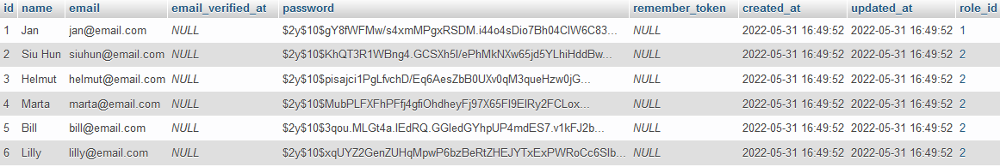 id name email email_verified_at password remember_token created_at updated_at role_id
1 Jan jan@email.com NULL $2y$10$gY8fWFMw/s4xmMPgxRSDM.i44o4sDio7Bh04ClW6C83... NULL 2022-05-31 16:49:52 2022-05-31 16:49:52 1
2 Siu Hun siuhun@email.com NULL $2y$10$KhQT3R1WBng4.GCSXh5I/ePhMkNXw65jd5YLhiHddBw... NULL 2022-05-31 16:49:52 2022-05-31 16:49:52 2
3 Helmut helmut@email.com NULL $2y$10$pisajci1PgLfvchD/Eq6AesZbB0UXv0qM3queHzw0jG... NULL 2022-05-31 16:49:52 2022-05-31 16:49:52 2
4 Marta marta@email.com NULL $2y$10$MubPLFXFhPFfj4gfiOhdheyFj97X65FI9EIRy2FCLox... NULL 2022-05-31 16:49:52 2022-05-31 16:49:52 2
5 Bill bill@email.com NULL $2y$10$3qou.MLGt4a.IEdRQ.GGledGYhpUP4mdES7.v1kFJ2b... NULL 2022-05-31 16:49:52 2022-05-31 16:49:52 2
6 Lilly lilly@email.com NULL $2y$10$xqUYZ2GenZUHqMpwP6bzBeRtZHEJYTxExPWRoCc6Slb... NULL 2022-05-31 16:49:52 2022-05-31 16:49:52 2